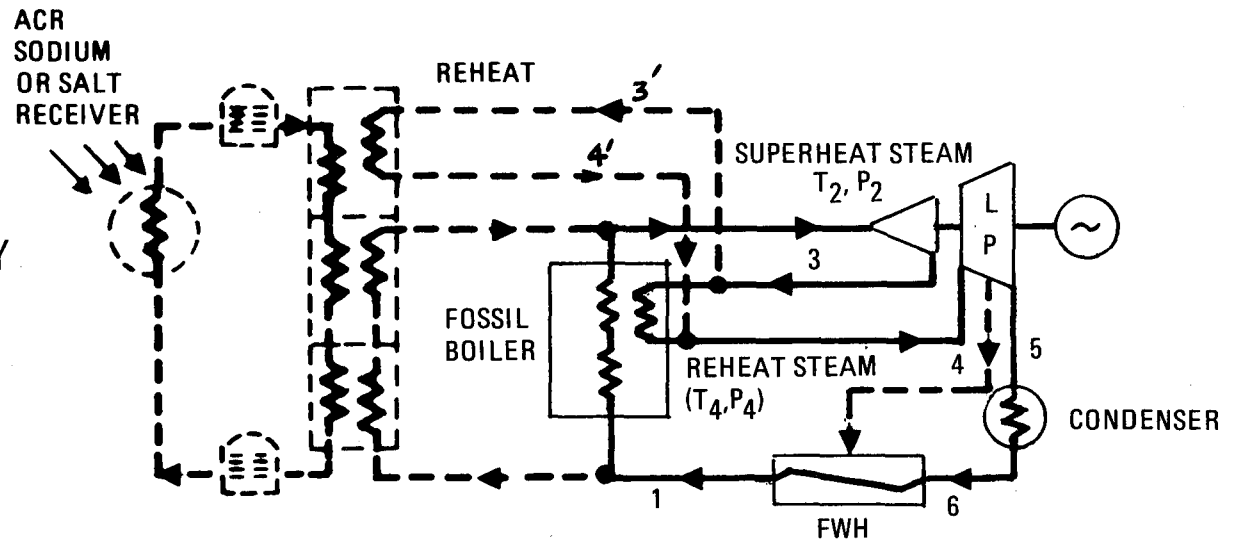 ACR
SODIUM
OR SALT
RECEIVER
REHEAT
3'
4'
SUPERHEAT STEAM
T2, P2
L
P
~
3
FOSSIL
BOILER
REHEAT STEAM
(T4,P4)
4
5
CONDENSER
1
6
FWH
Y